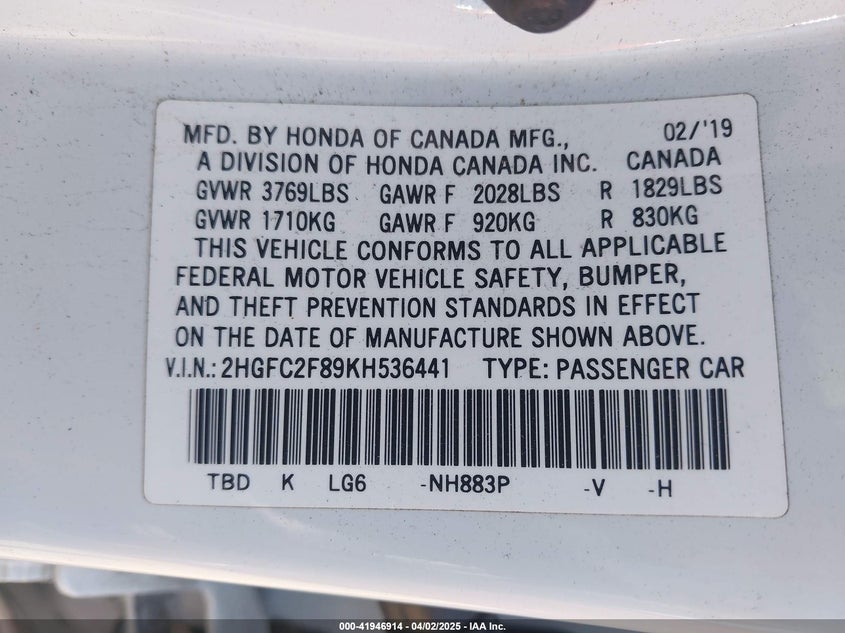 MFD. BY HONDA OF CANADA MFG., 02/'19
A DIVISION OF HONDA CANADA INC. CANADA
GVWR 3769LBS GAWR F 2028LBS R 1829LBS
GVWR 1710KG GAWR F 920KG R 830KG
THIS VEHICLE CONFORMS TO ALL APPLICABLE
FEDERAL MOTOR VEHICLE SAFETY, BUMPER,
AND THEFT PREVENTION STANDARDS IN EFFECT
ON THE DATE OF MANUFACTURE SHOWN ABOVE.
V.I.N.: 2HGFC2F89KH536441 TYPE: PASSENGER CAR
TBD K LG6 -NH883P -V -H
000-41946914 - 04/02/2025 - IAA Inc.